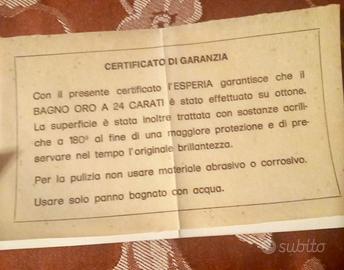 CERTIFICATO DI GARANZIA
Con il presente certificato l'ESPERIA garantisce che il
BAGNO ORO A 24 CARATI è stato effettuato su ottone.
La superficie è stata inoltre trattata con sostanze acrili-
che a 180° al fine di una maggiore protezione e di pre-
servare nel tempo l'originale brillantezza.
Per la pulizia non usare materiale abrasivo o corrosivo.
Usare solo panno bagnato con acqua.
subito